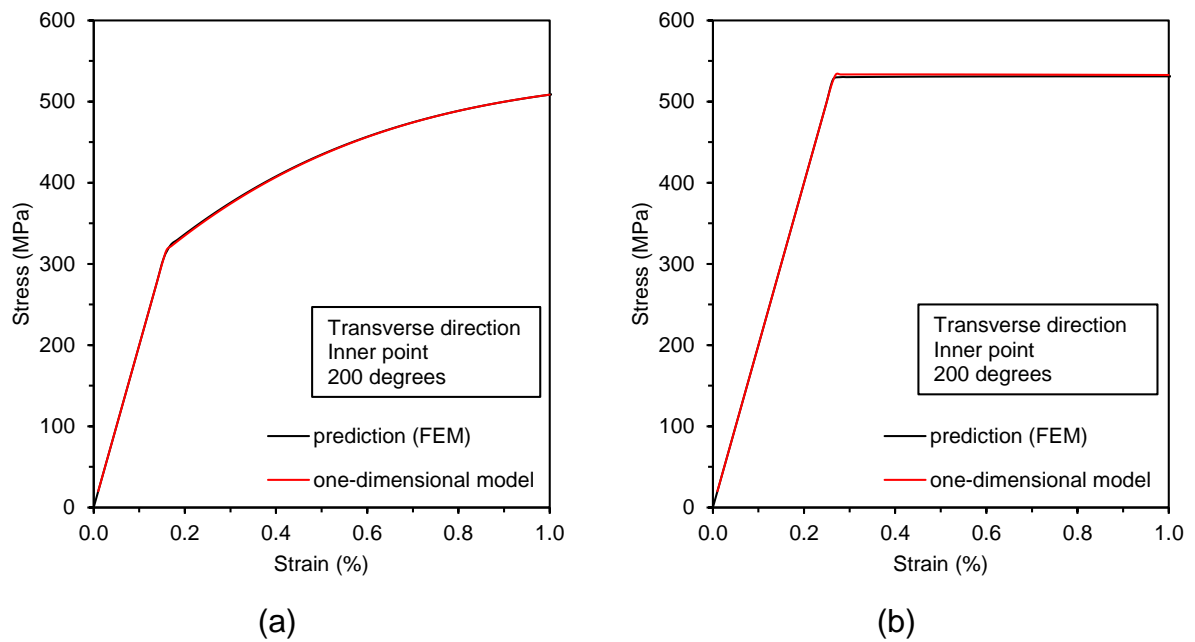 600
500
400
300
200
100
0
Stress (MPa)
Transverse direction
Inner point
200 degrees
prediction (FEM)
one-dimensional model
0.0 0.2 0.4 0.6 0.8 1.0
Strain (%)
(a)
600
500
400
300
200
100
0
Stress (MPa)
Transverse direction
Inner point
200 degrees
prediction (FEM)
one-dimensional model
0.0 0.2 0.4 0.6 0.8 1.0
Strain (%)
(b)